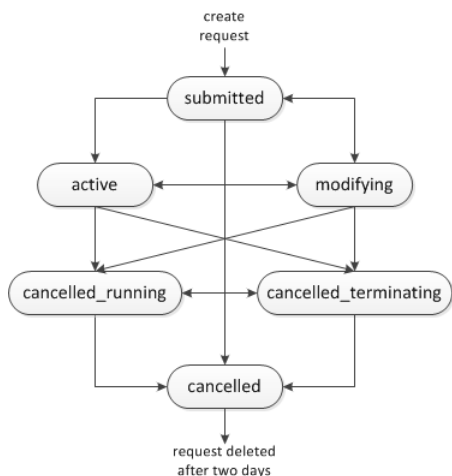 create
request
submitted
active
modifying
cancelled_running
cancelled_terminating
cancelled
request deleted
after two days